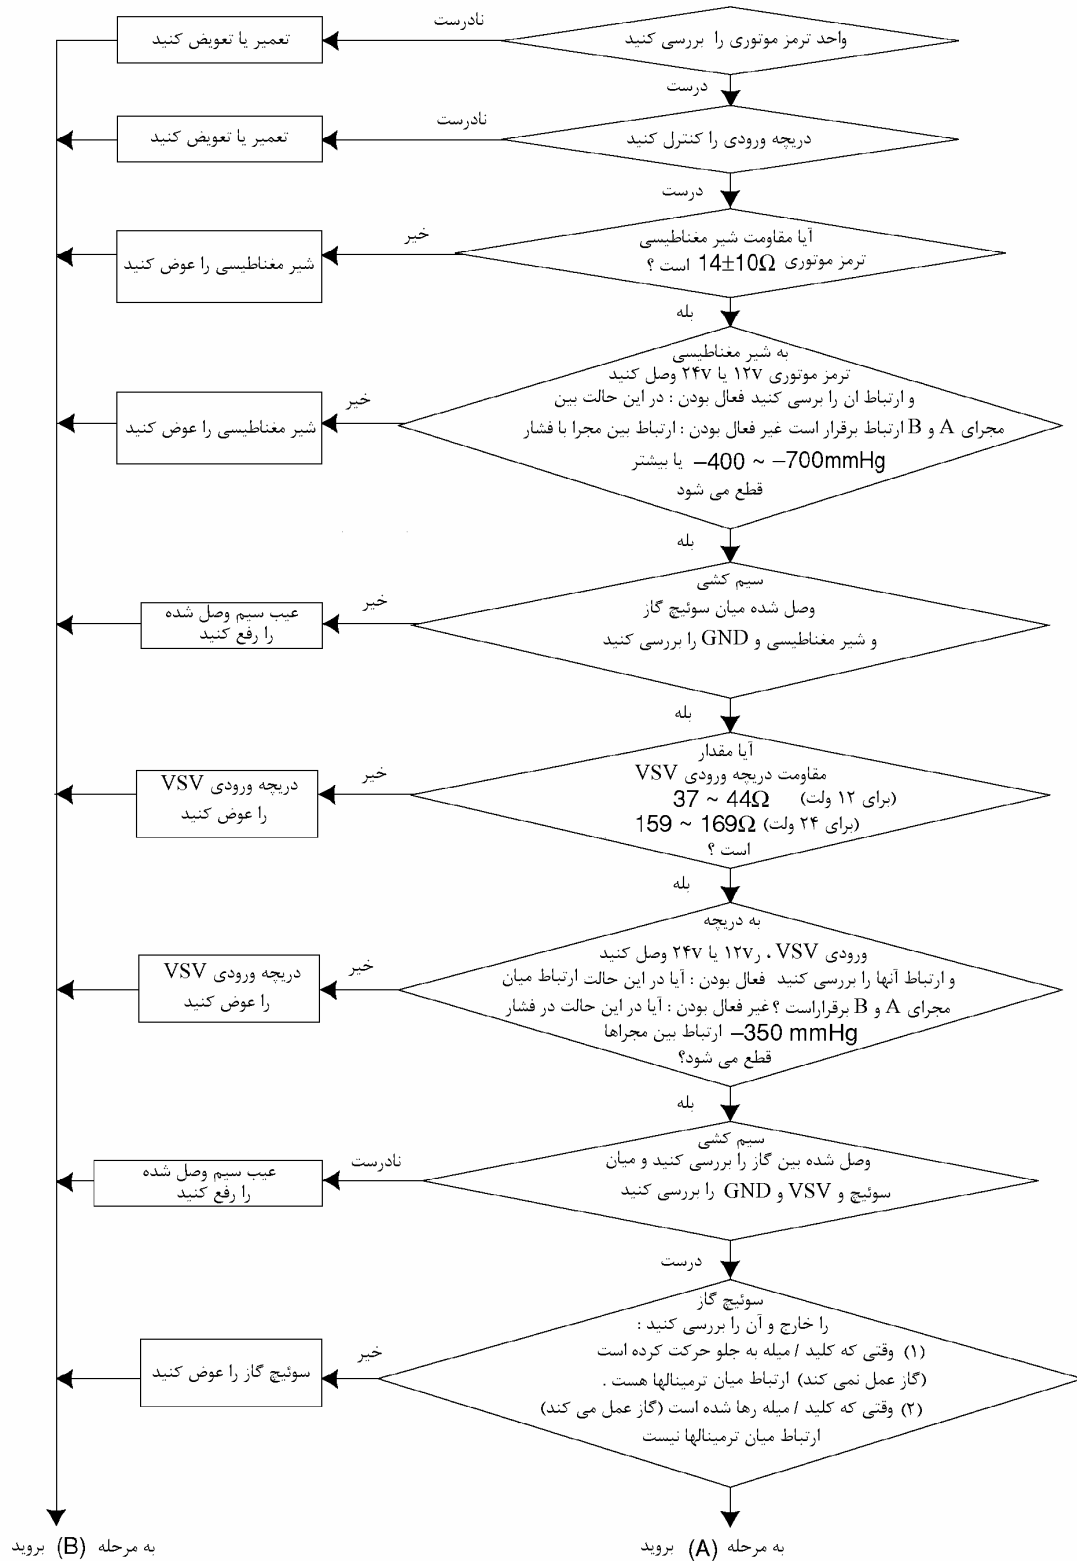 واحد ترمز موتوری را بررسی کنید
نادرست
تعمیر یا تعویض کنید
درست
دریچه ورودی را کنترل کنید
نادرست
تعمیر یا تعویض کنید
درست
آیا مقاومت شیر مغناطیسی
ترمز موتوری 14±10Ω است ؟
خیر
شیر مغناطیسی را عوض کنید
بله
به شیر مغناطیسی
ترمز موتوری ۱۲v یا ۲۴v وصل کنید
و ارتباط ان را برسی کنید فعال بودن : در این حالت بین
مجرای A و B ارتباط برقرار است غیر فعال بودن : ارتباط بین مجرا با فشار
–400 ~ –700mmHg یا بیشتر
قطع می شود
خیر
شیر مغناطیسی را عوض کنید
بله
سیم کشی
وصل شده میان سوئیچ گاز
و شیر مغناطیسی و GND را بررسی کنید
خیر
عیب سیم وصل شده
را رفع کنید
بله
آیا مقدار
مقاومت دریچه ورودی VSV
(برای ۱۲ ولت) 37 ~ 44Ω
(برای ۲۴ ولت) 159 ~ 169Ω
است ؟
خیر
دریچه ورودی VSV
را عوض کنید
بله
به دریچه
ورودی VSV ، ر۱۲v یا ۲۴v وصل کنید
و ارتباط آنها را بررسی کنید فعال بودن : آیا در این حالت ارتباط میان
مجرای A و B برقراراست ؟ غیر فعال بودن : آیا در این حالت در فشار
–350 mmHg ارتباط بین مجراها
قطع می شود؟
خیر
دریچه ورودی VSV
را عوض کنید
بله
سیم کشی
وصل شده بین گاز را بررسی کنید و میان
سوئیچ و VSV و GND را بررسی کنید
نادرست
عیب سیم وصل شده
را رفع کنید
درست
سوئیچ گاز
را خارج و آن را بررسی کنید :
(۱) وقتی که کلید / میله به جلو حرکت کرده است
(گاز عمل نمی کند) ارتباط میان ترمینالها هست .
(۲) وقتی که کلید / میله رها شده است (گاز عمل می کند)
ارتباط میان ترمینالها نیست
خیر
سوئیچ گاز را عوض کنید
به مرحله (A) بروید
به مرحله (B) بروید